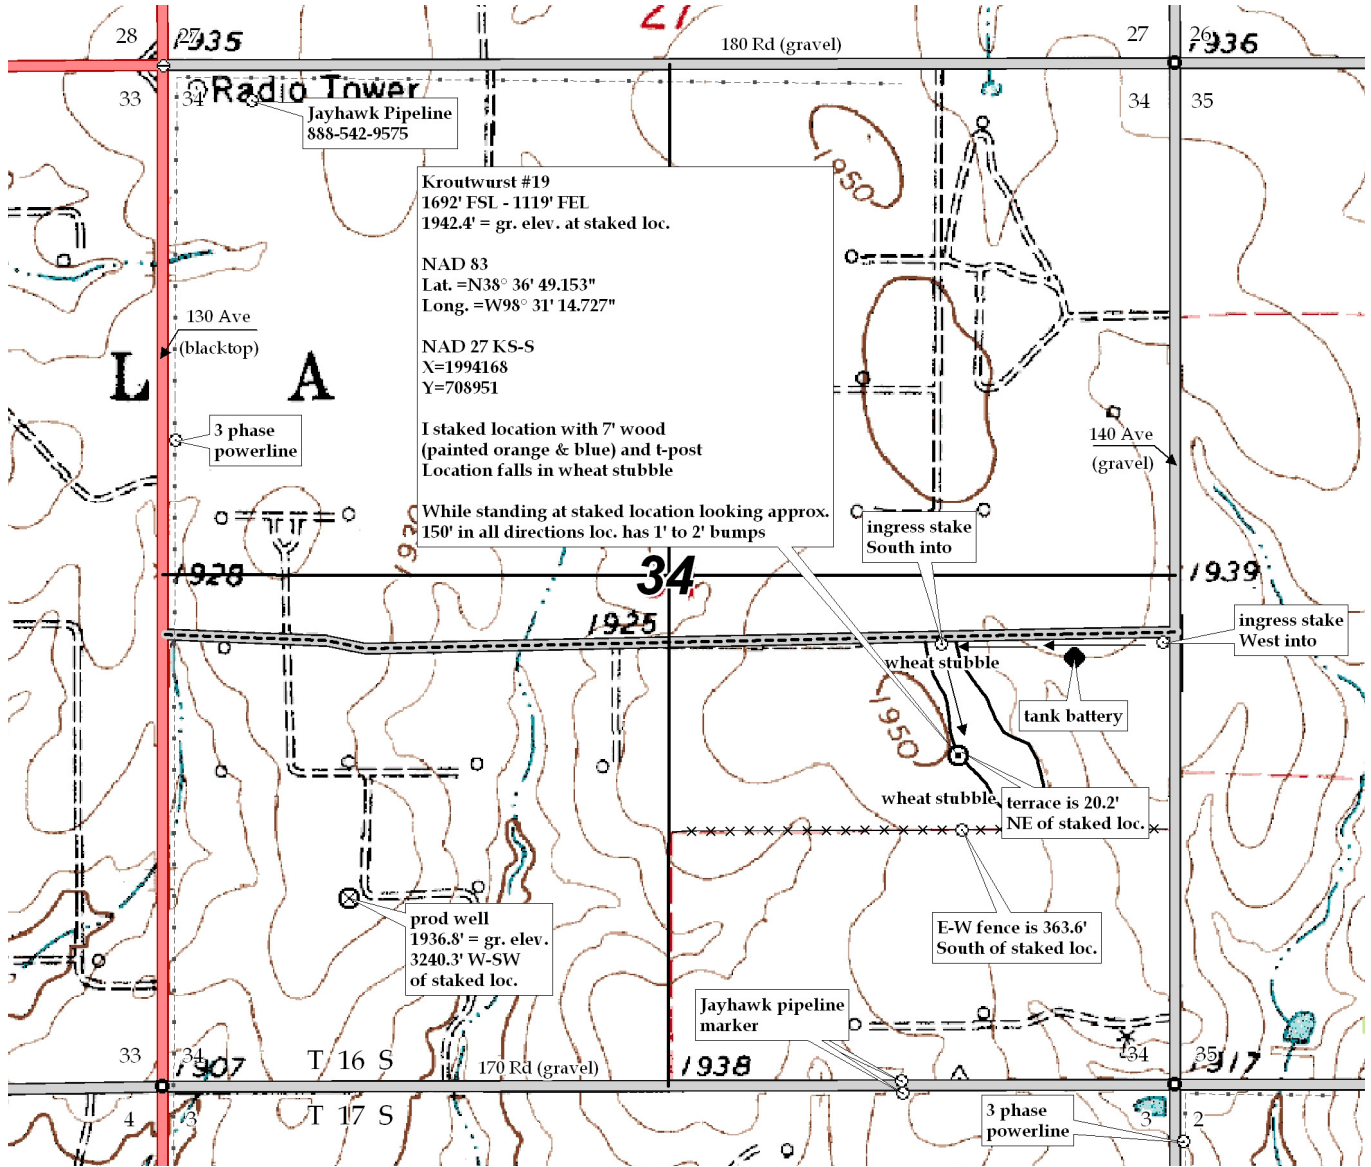 27
28
27
1935
180 Rd (gravel)
27
26
1936
33
34
Radio Tower
34
35
Jayhawk Pipeline
888-542-9575
1950
Kroutwurst #19
1692' FSL - 1119' FEL
1942.4' = gr. elev. at staked loc.
NAD 83
Lat. =N38° 36' 49.153"
Long. =W98° 31' 14.727"
NAD 27 KS-S
X=1994168
Y=708951
I staked location with 7' wood
(painted orange & blue) and t-post
Location falls in wheat stubble
While standing at staked location looking approx.
150' in all directions loc. has 1' to 2' bumps
130 Ave
(blacktop)
L A
3 phase
powerline
140 Ave
(gravel)
1930
ingress stake
South into
1928
34
1939
1925
ingress stake
West into
wheat stubble
tank battery
1950
wheat stubble
terrace is 20.2'
NE of staked loc.
prod well
1936.8' = gr. elev.
3240.3' W-SW
of staked loc.
E-W fence is 363.6'
South of staked loc.
Jayhawk pipeline
marker
33
34
1907
T 16 S
170 Rd (gravel)
1938
34
35
1917
4
3
T 17 S
3 phase
powerline
3
2